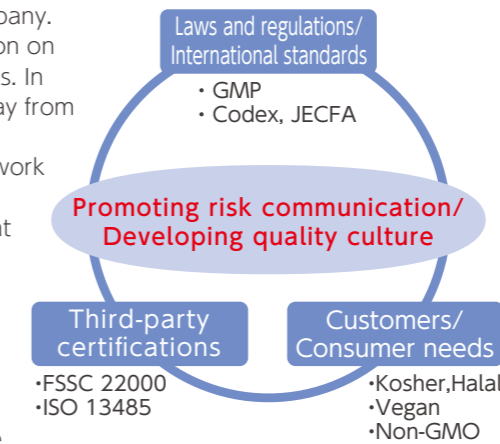 pany.
on on
s. In
ay from
work
nt
Laws and regulations/
International standards
・GMP
・Codex, JECFA
Promoting risk communication/
Developing quality culture
Third-party
certifications
・FSSC 22000
・ISO 13485
Customers/
Consumer needs
・Kosher,Halal
・Vegan
・Non-GMO